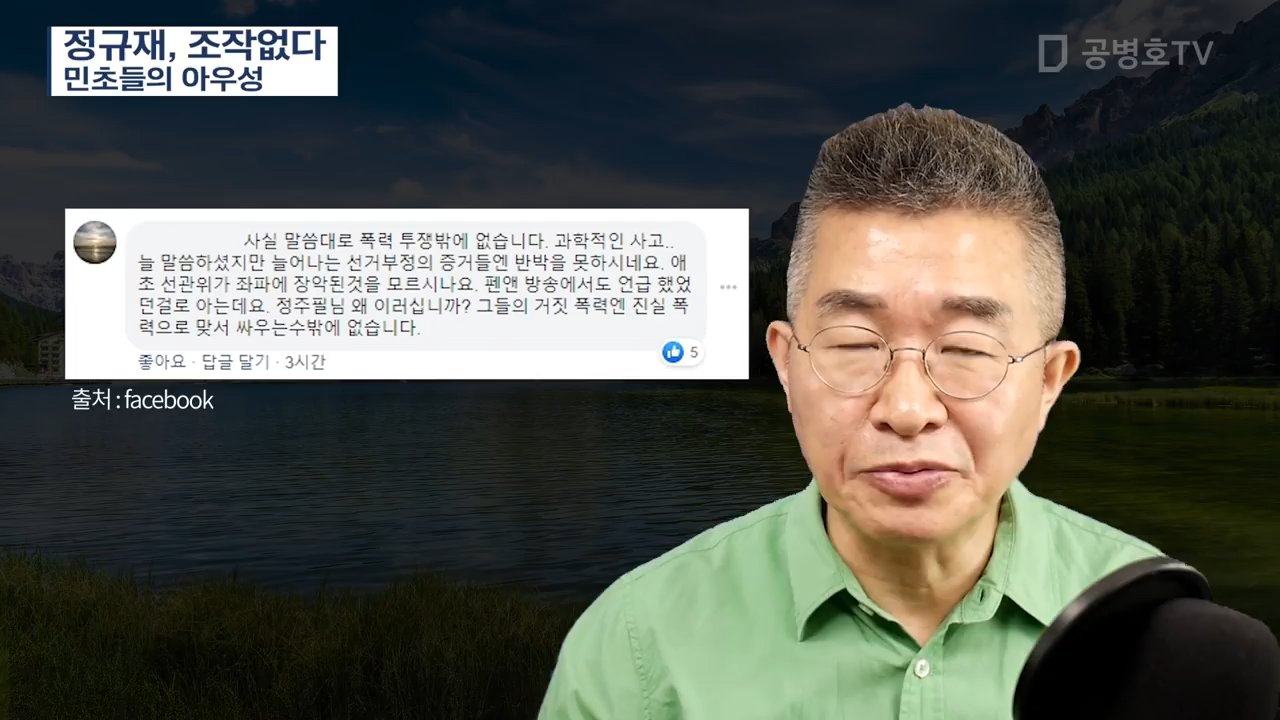 정규재, 조작없다
민초들의 아우성
공병호TV
사실 말씀대로 폭력 투쟁밖에 없습니다. 과학적인 사고..
늘 말씀하셨지만 늘어나는 선거부정의 증거들엔 반박을 못하시네요. 애
초 선관위가 좌파에 장악된것을 모르시나요. 펜앤 방송에서도 언급 했었
던걸로 아는데요. 정주필님 왜 이러십니까? 그들의 거짓 폭력엔 진실 폭
력으로 맞서 싸우는수밖에 없습니다.
좋아요 · 답글 달기 · 3시간
5
출처 : facebook